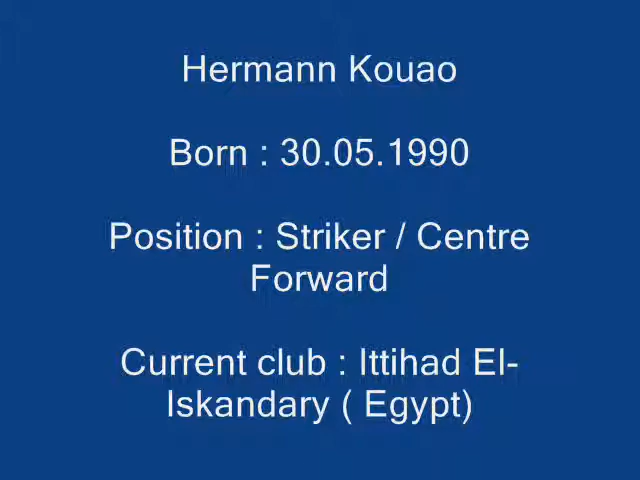 Hermann Kouao
Born : 30.05.1990
Position : Striker / Centre
Forward
Current club : Ittihad El-
Iskandary ( Egypt)